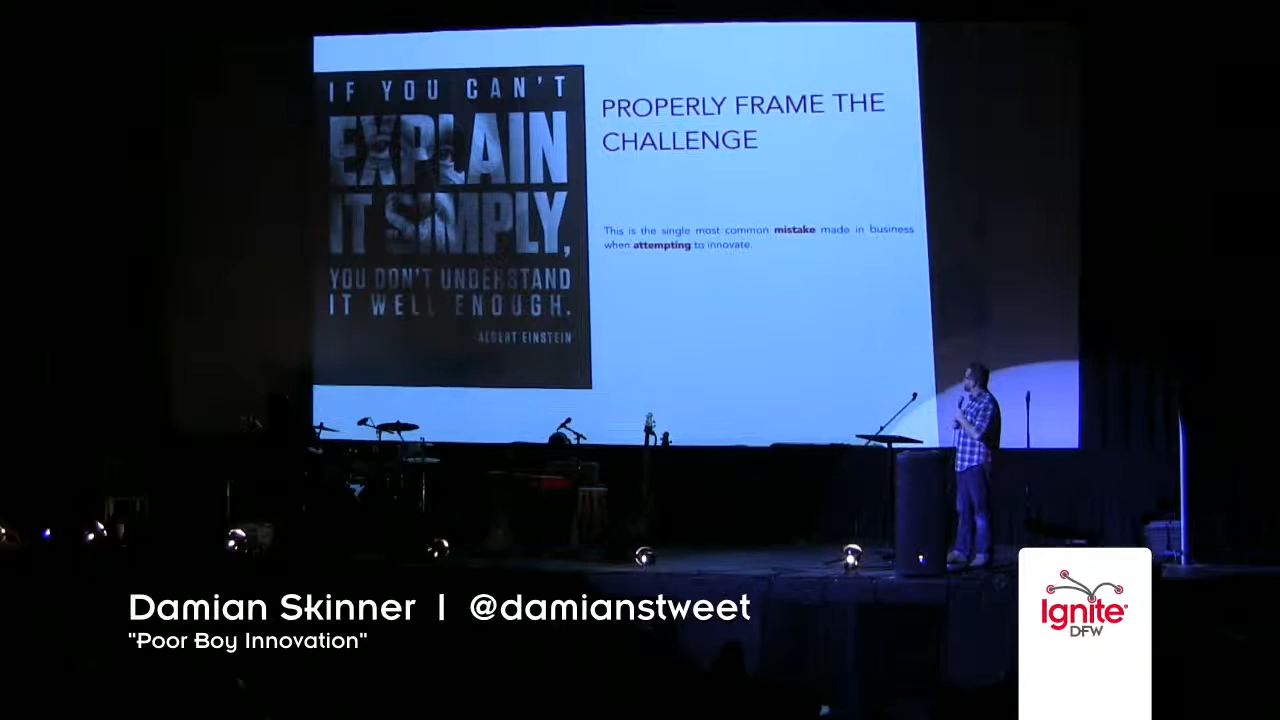 IF YOU CAN'T
EXPLAIN
IT SIMPLY,
YOU DON'T UNDERSTAND
IT WELL ENOUGH.
-ALBERT EINSTEIN
PROPERLY FRAME THE
CHALLENGE
This is the single most common mistake made in business
when attempting to innovate.
Damian Skinner | @damianstweet
"Poor Boy Innovation"
Ignite®
DFW